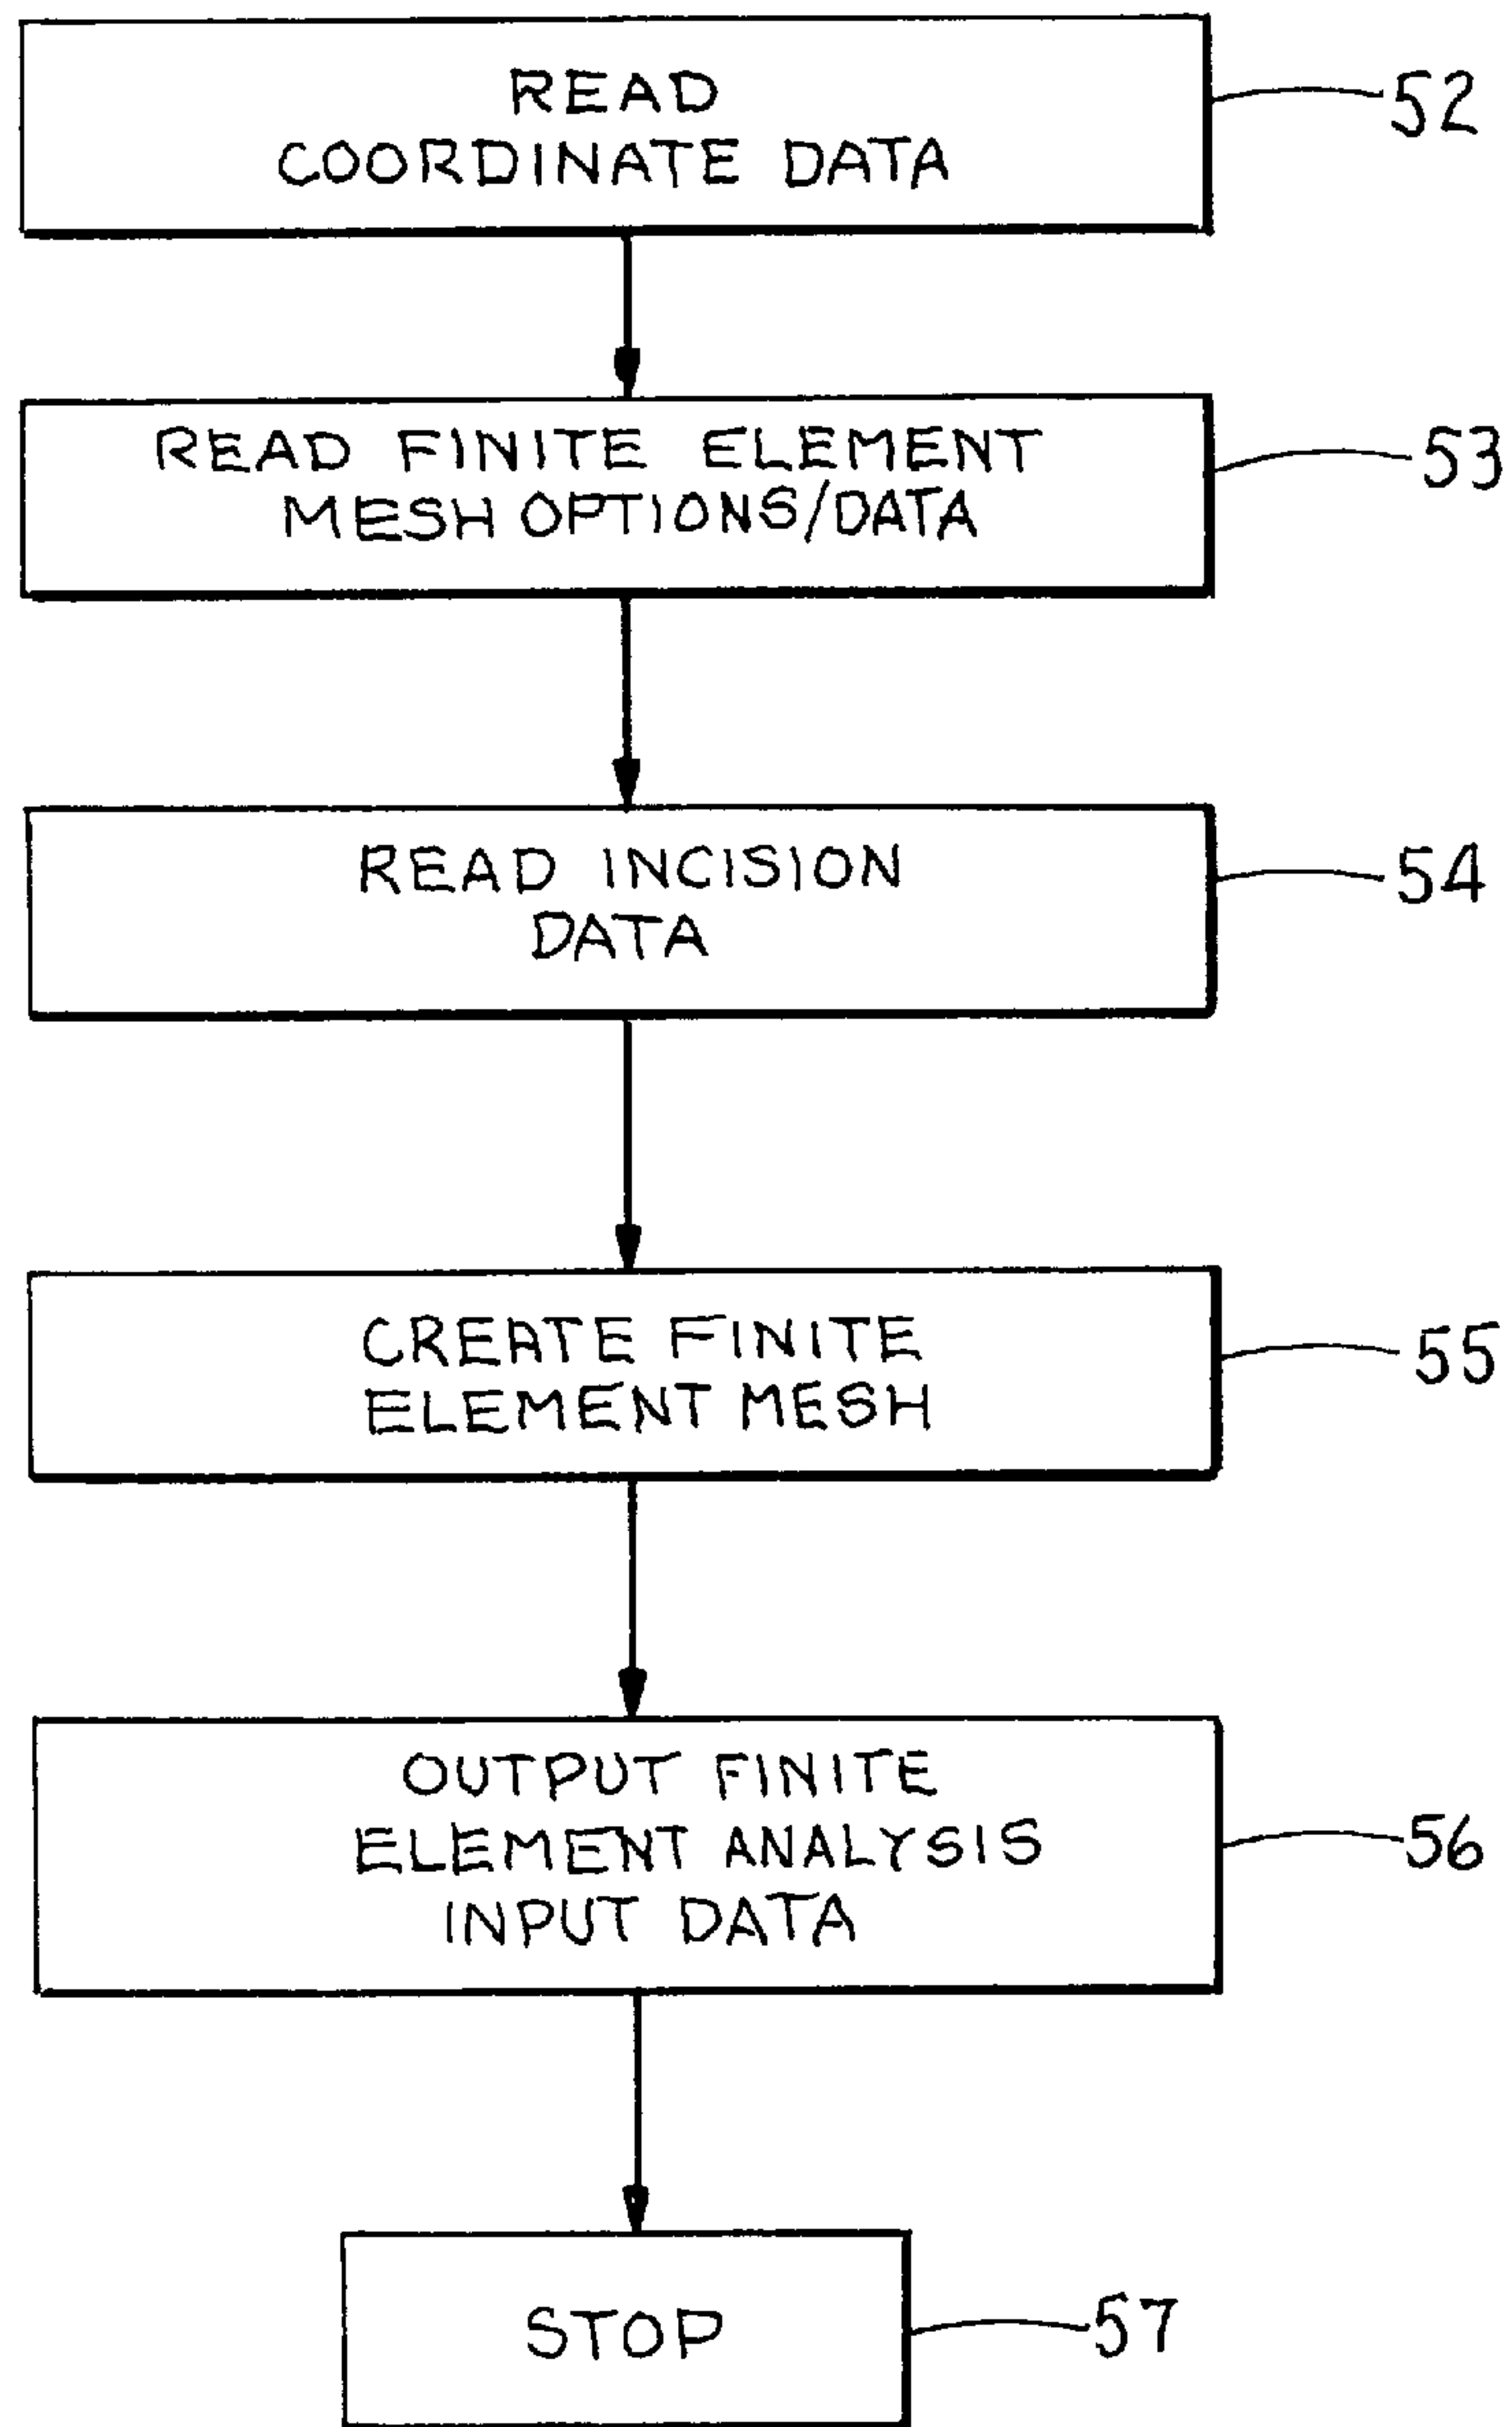 READ
COORDINATE DATA
52
READ FINITE ELEMENT
MESH OPTIONS/DATA
53
READ INCISION
DATA
54
CREATE FINITE
ELEMENT MESH
55
OUTPUT FINITE
ELEMENT ANALYSIS
INPUT DATA
56
STOP
57